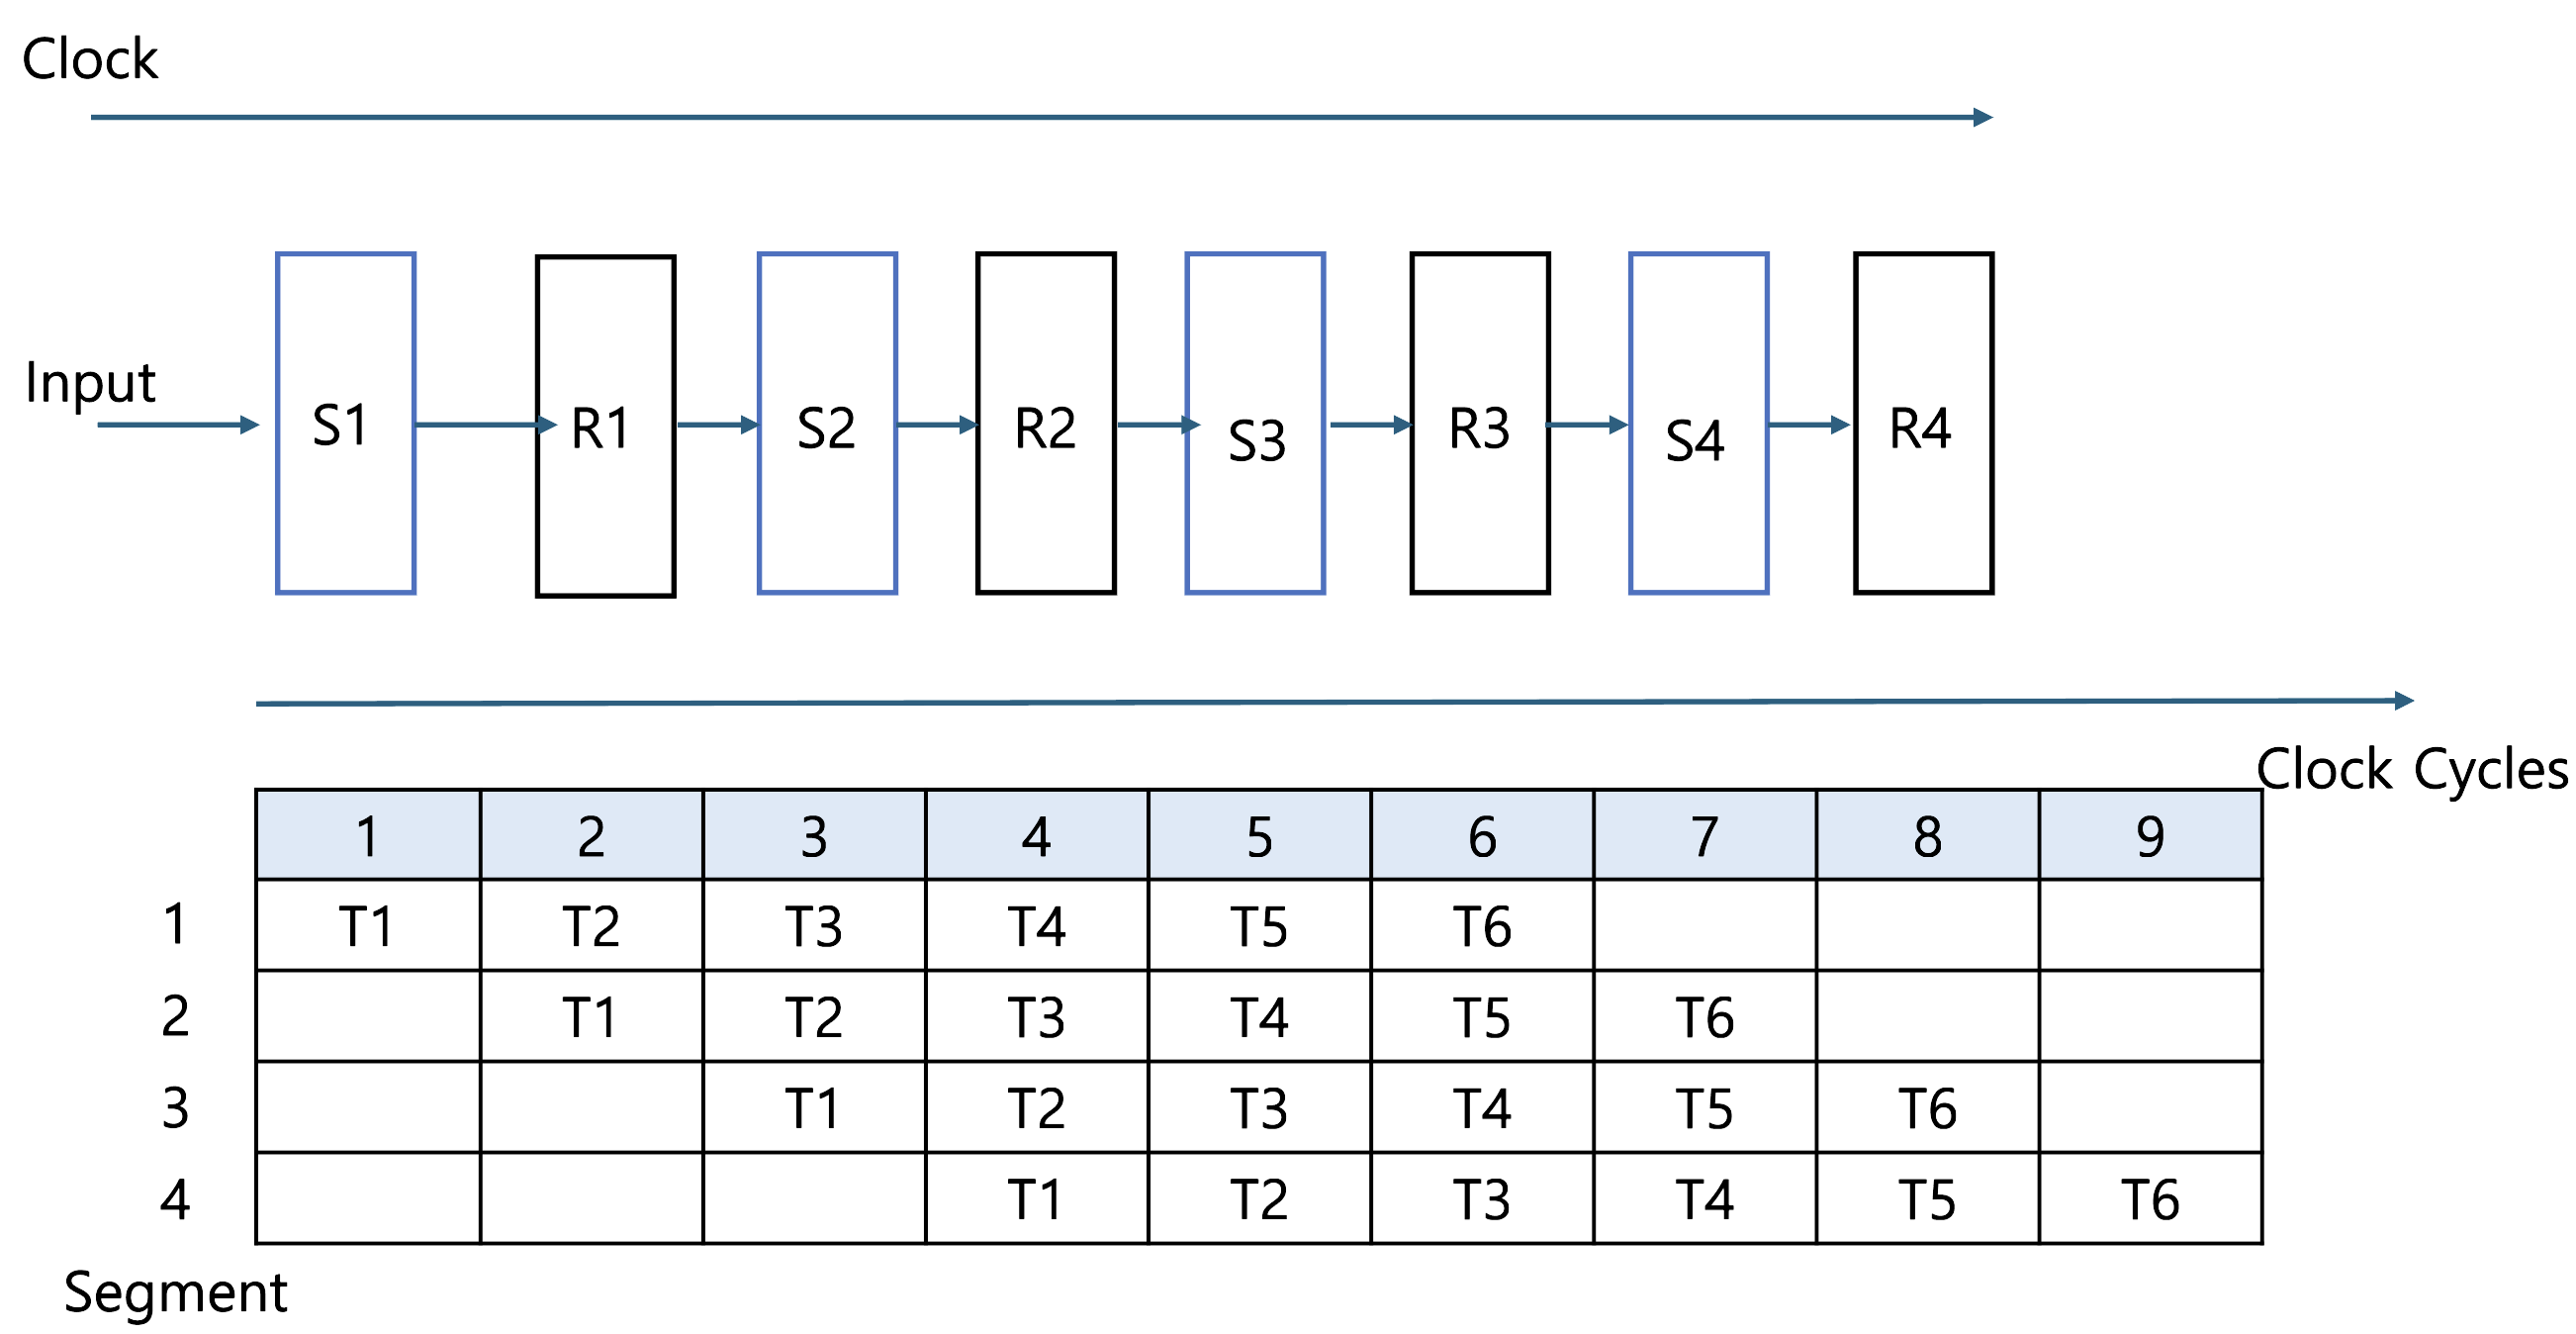 Clock
Input
S1 R1 S2 R2 S3 R3 S4 R4
Clock Cycles
1 2 3 4 5 6 7 8 9
1 T1 T2 T3 T4 T5 T6
2 T1 T2 T3 T4 T5 T6
3 T1 T2 T3 T4 T5 T6
4 T1 T2 T3 T4 T5 T6
Segment